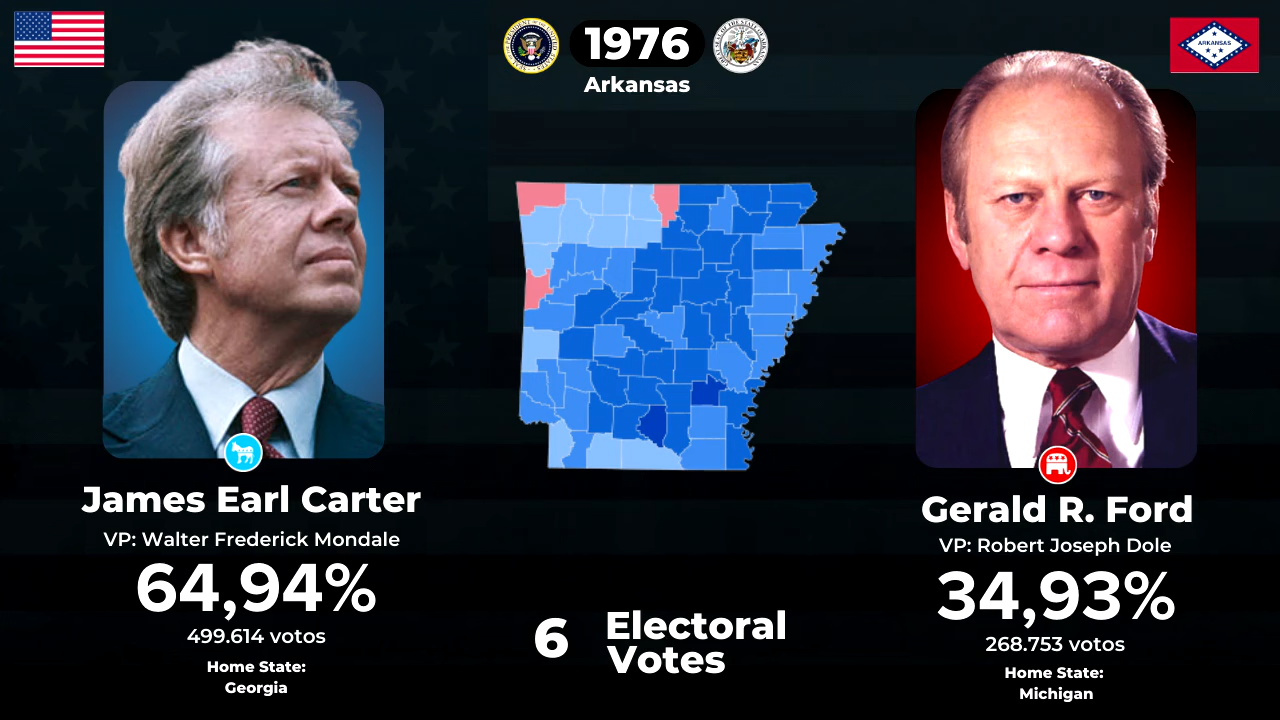 1976
Arkansas
ARKANSAS
James Earl Carter
VP: Walter Frederick Mondale
64,94%
499.614 votos
Home State:
Georgia
6 Electoral
Votes
Gerald R. Ford
VP: Robert Joseph Dole
34,93%
268.753 votos
Home State:
Michigan